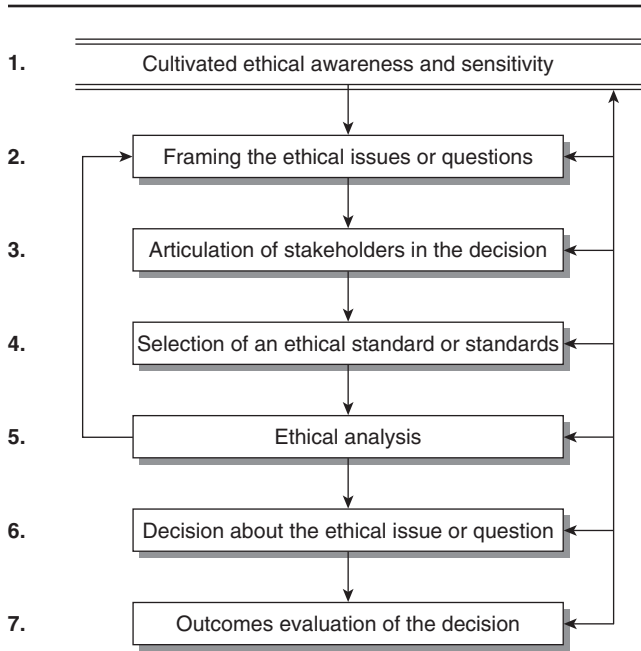 1. Cultivated ethical awareness and sensitivity
2. Framing the ethical issues or questions
3. Articulation of stakeholders in the decision
4. Selection of an ethical standard or standards
5. Ethical analysis
6. Decision about the ethical issue or question
7. Outcomes evaluation of the decision